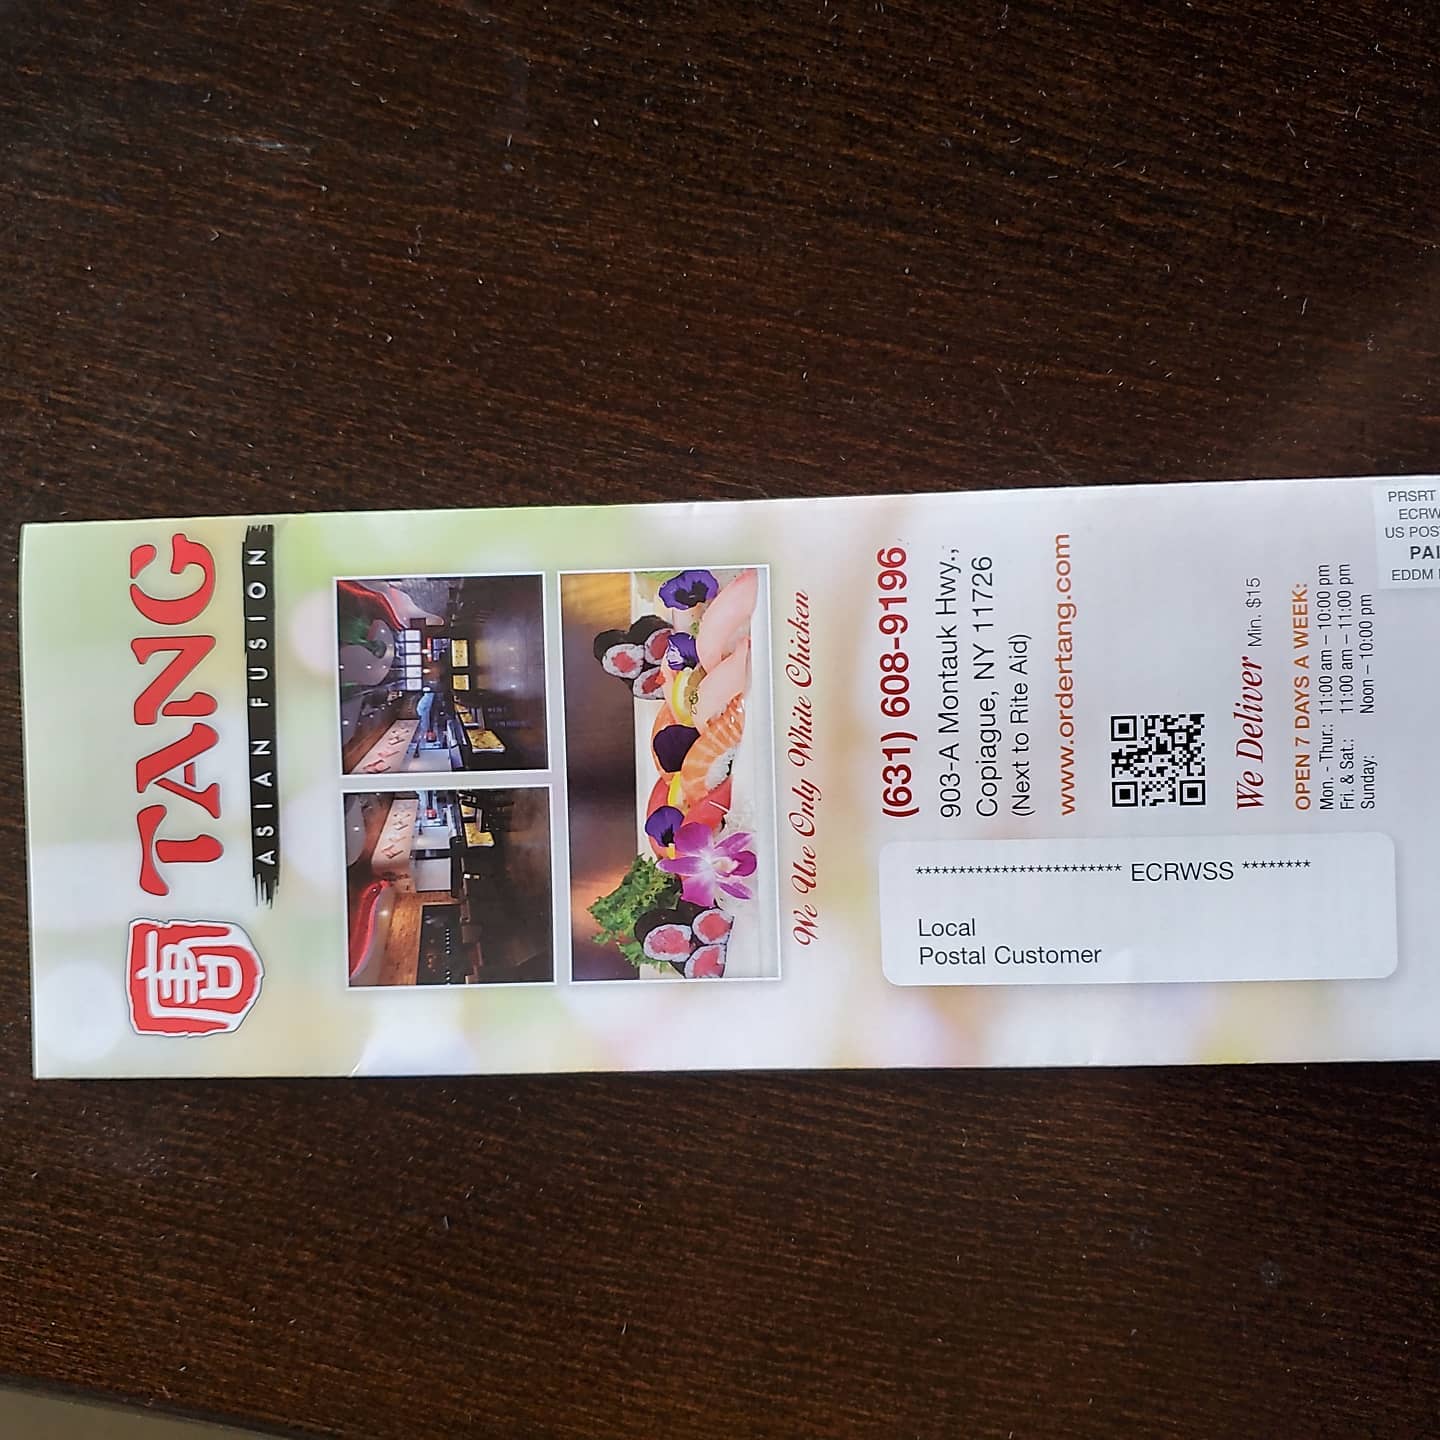 唐
TANG
ASIAN FUSION
We Use Only White Chicken
(631) 608-9196
903-A Montauk Hwy.,
Copiague, NY 11726
(Next to Rite Aid)
www.ordertang.com
We Deliver Min. $15
OPEN 7 DAYS A WEEK:
Mon. - Thur.: 11:00 am – 10:00 pm
Fri. & Sat.: 11:00 am – 11:00 pm
Sunday: Noon – 10:00 pm
************************ ECRWSS ********
Local
Postal Customer
PRSRT
ECRW
US POS
PAI
EDDM